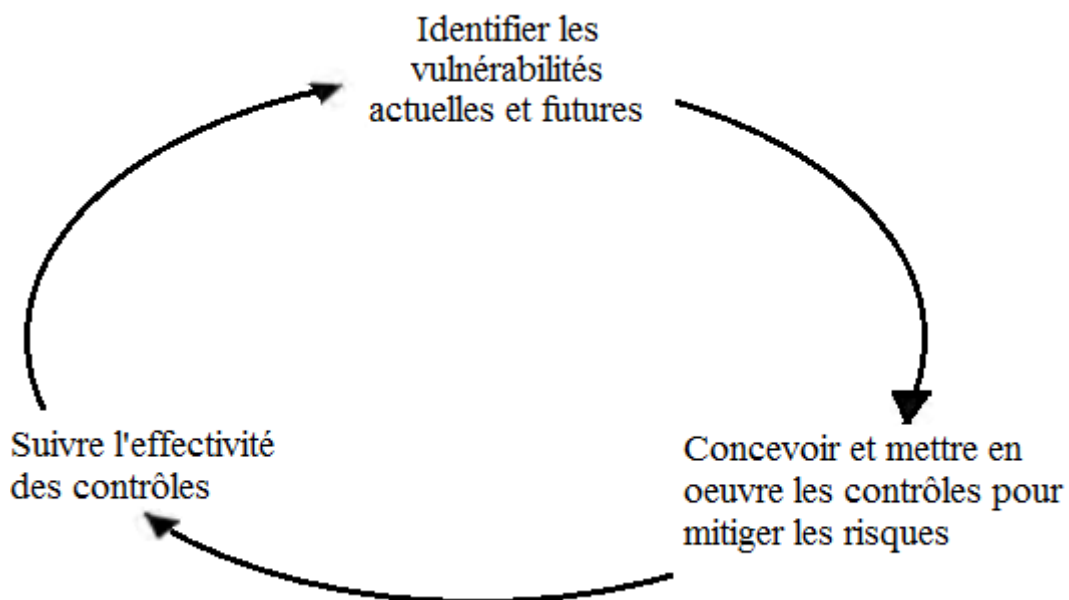 Identifier les
vulnérabilités
actuelles et futures
Concevoir et mettre en
oeuvre les contrôles pour
mitiger les risques
Suivre l'effectivité
des contrôles